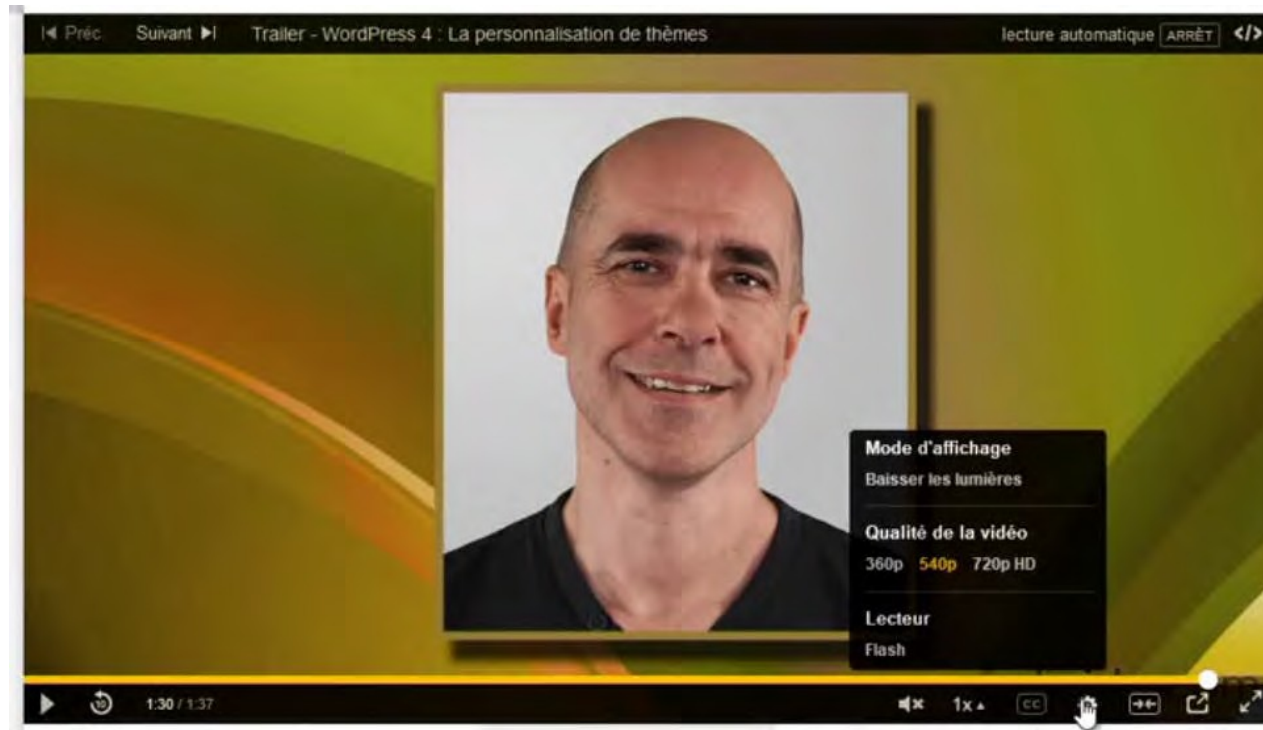 Préc. Suivant Trailer - WordPress 4 : La personnalisation de thèmes lecture automatique ARRÊT </>
Mode d'affichage
Baisser les lumières
Qualité de la vidéo
360p 540p 720p HD
Lecteur
Flash
10 1:30 / 1:37 1x CC